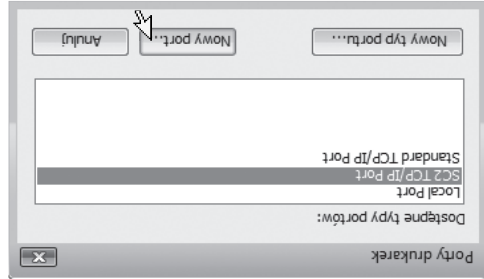 Porty drukarek
Dostępne typy portów:
Local Port
SC2 TCP/IP Port
Standard TCP/IP Port
Nowy typ portu... Nowy port... Anuluj